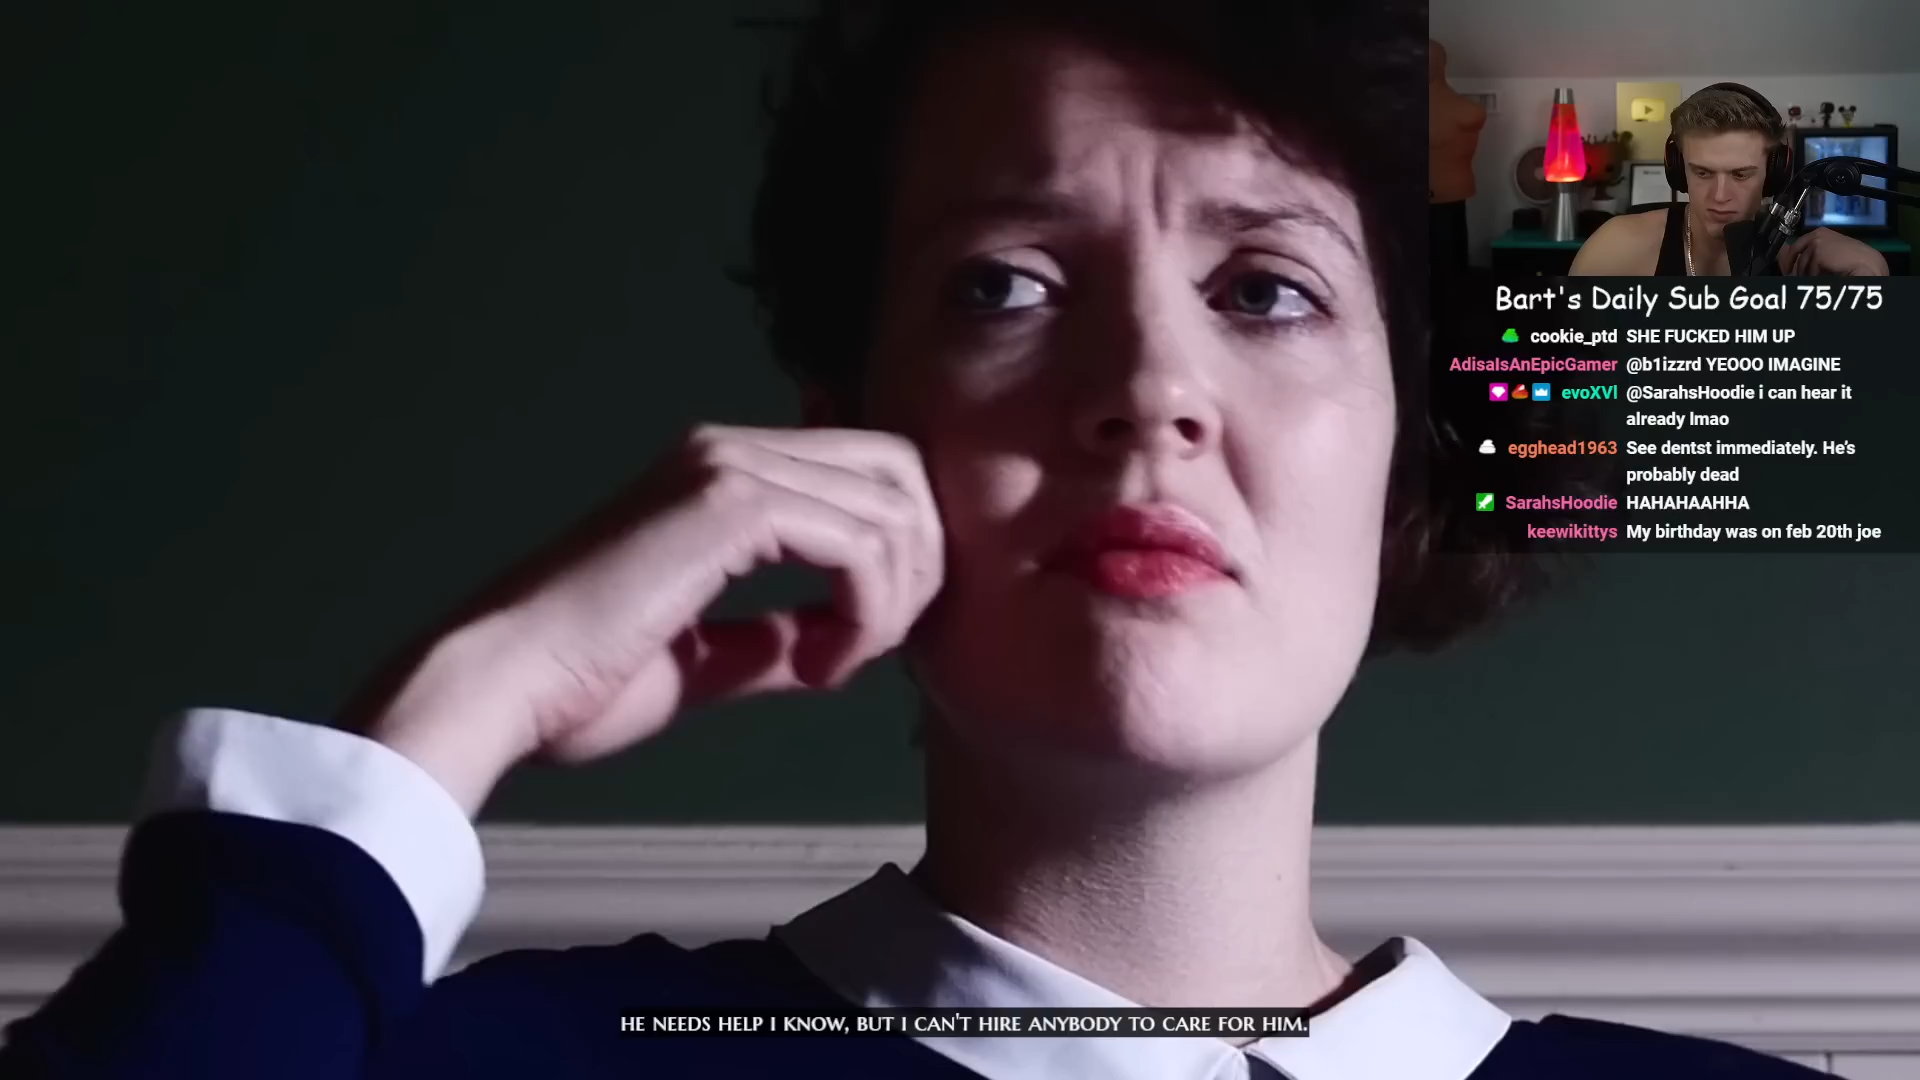 Bart's Daily Sub Goal 75/75
cookie_ptd SHE FUCKED HIM UP
AdisaIsAnEpicGamer @b1izzrd YEOOO IMAGINE
evoXVI @SarahsHoodie i can hear it
already lmao
egghead1963 See dentst immediately. He's
probably dead
SarahsHoodie HAHAHAAHHA
keewikittys My birthday was on feb 20th joe
HE NEEDS HELP I KNOW, BUT I CAN'T HIRE ANYBODY TO CARE FOR HIM.